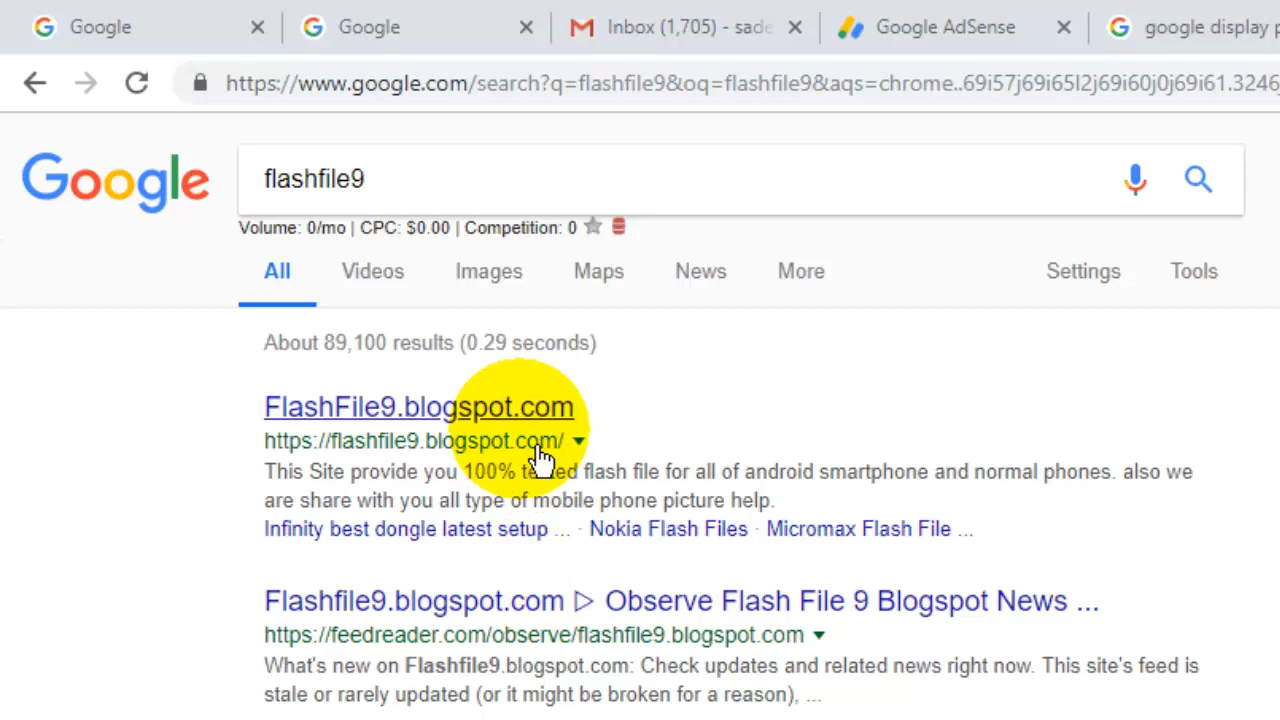 Google
Google
Inbox (1,705) - sade
Google AdSense
google display p
https://www.google.com/search?q=flashfile9&oq=flashfile9&aqs=chrome..69i57j69i65l2j69i60j0j69i61.3246
Google
flashfile9
Volume: 0/mo | CPC: $0.00 | Competition: 0
All Videos Images Maps News More Settings Tools
About 89,100 results (0.29 seconds)
FlashFile9.blogspot.com
https://flashfile9.blogspot.com/
This Site provide you 100% tested flash file for all of android smartphone and normal phones. also we
are share with you all type of mobile phone picture help.
Infinity best dongle latest setup ... · Nokia Flash Files · Micromax Flash File ...
Flashfile9.blogspot.com ▷ Observe Flash File 9 Blogspot News ...
https://feedreader.com/observe/flashfile9.blogspot.com
What's new on Flashfile9.blogspot.com: Check updates and related news right now. This site's feed is
stale or rarely updated (or it might be broken for a reason), ...